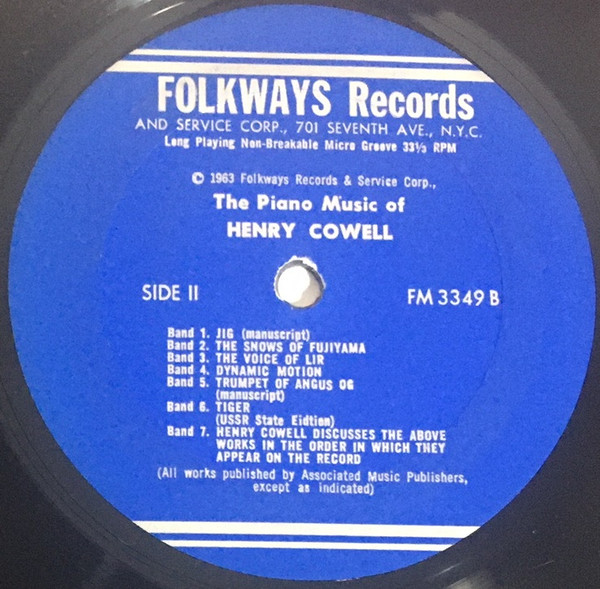 FOLKWAYS Records
AND SERVICE CORP., 701 SEVENTH AVE., N.Y.C.
Long Playing Non-Breakable Micro Groove 33⅓ RPM
© 1963 Folkways Records & Service Corp.,
The Piano Music of
HENRY COWELL
SIDE II
FM 3349 B
Band 1. JIG (manuscript)
Band 2. THE SNOWS OF FUJIYAMA
Band 3. THE VOICE OF LIR
Band 4. DYNAMIC MOTION
Band 5. TRUMPET OF ANGUS OG
(manuscript)
Band 6. TIGER
(USSR State Eidtion)
Band 7. HENRY COWELL DISCUSSES THE ABOVE
WORKS IN THE ORDER IN WHICH THEY
APPEAR ON THE RECORD
(All works published by Associated Music Publishers,
except as indicated)